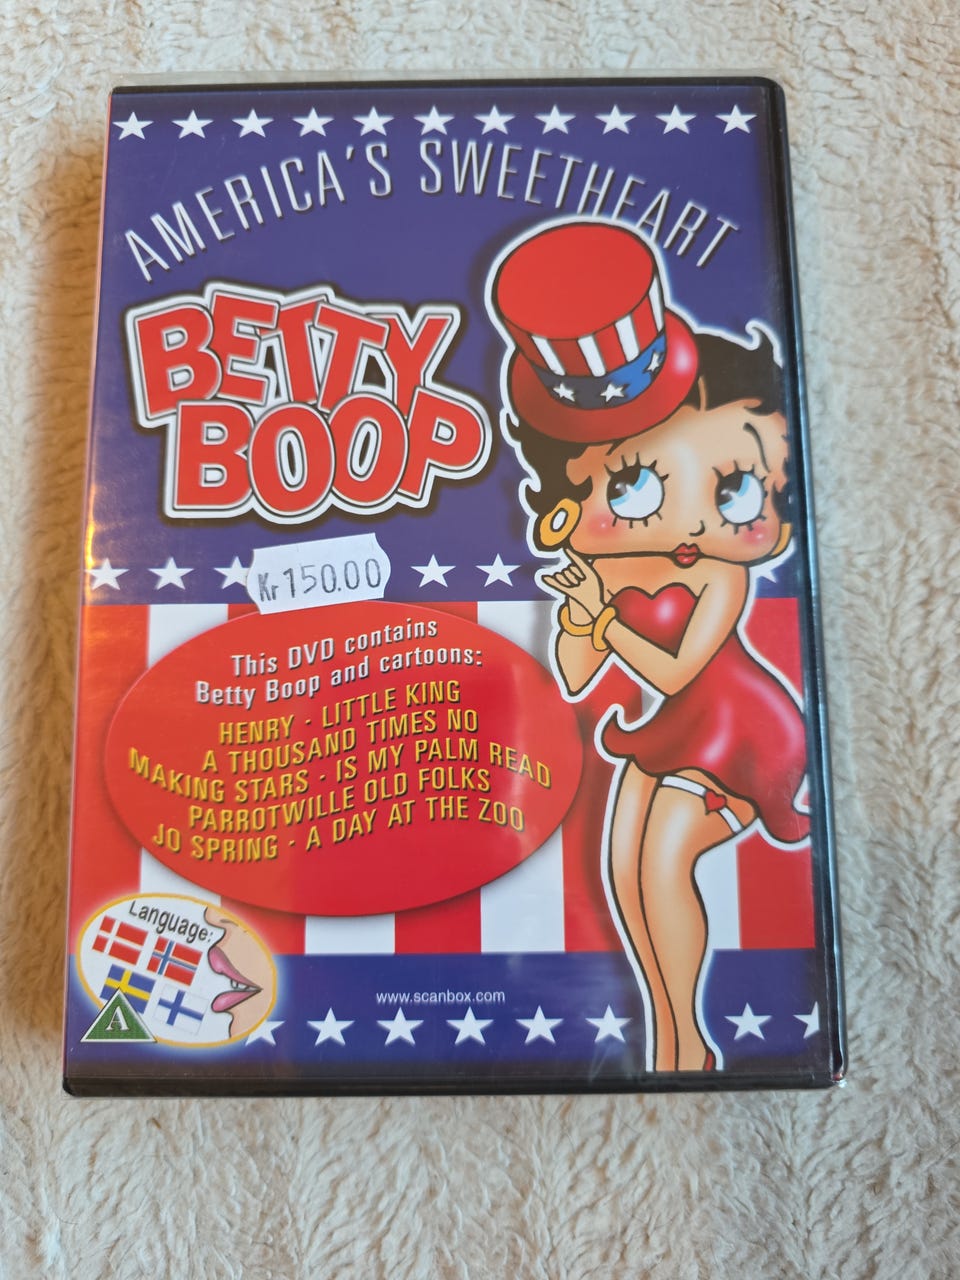 AMERICA'S SWEETHEART
BETTY
BOOP
Kr 150.00
This DVD contains
Betty Boop and cartoons:
HENRY - LITTLE KING
A THOUSAND TIMES NO
MAKING STARS - IS MY PALM READ
PARROTWILLE OLD FOLKS
JO SPRING - A DAY AT THE ZOO
Language:
A
www.scanbox.com